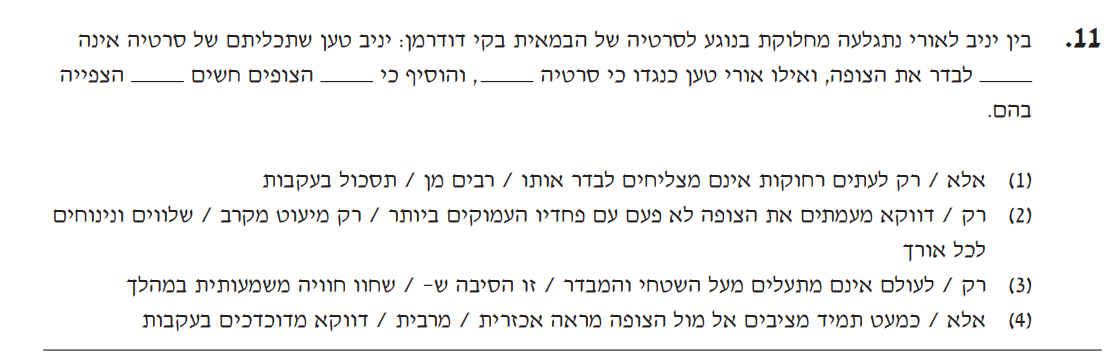 11. בין יניב לאורי נתגלעה מחלוקת בנוגע לסרטיה של הבמאית בקי דודרמן: יניב טען שתכליתם של סרטיה אינה
_____ לבדר את הצופה, ואילו אורי טען כנגדו כי סרטיה _____, והוסיף כי _____ הצופים חשים _____ הצפייה
בהם.
(1) אלא / רק לעתים רחוקות אינם מצליחים לבדר אותו / רבים מן / תסכול בעקבות
(2) רק / דווקא מעמתים את הצופה לא פעם עם פחדיו העמוקים ביותר / רק מיעוט מקרב / שלווים ונינוחים
לכל אורך
(3) רק / לעולם אינם מתעלים מעל השטחי והמבדר / זו הסיבה ש- / שחוו חוויה משמעותית במהלך
(4) אלא / כמעט תמיד מציבים אל מול הצופה מראה אכזרית / מרבית / דווקא מדוכדכים בעקבות